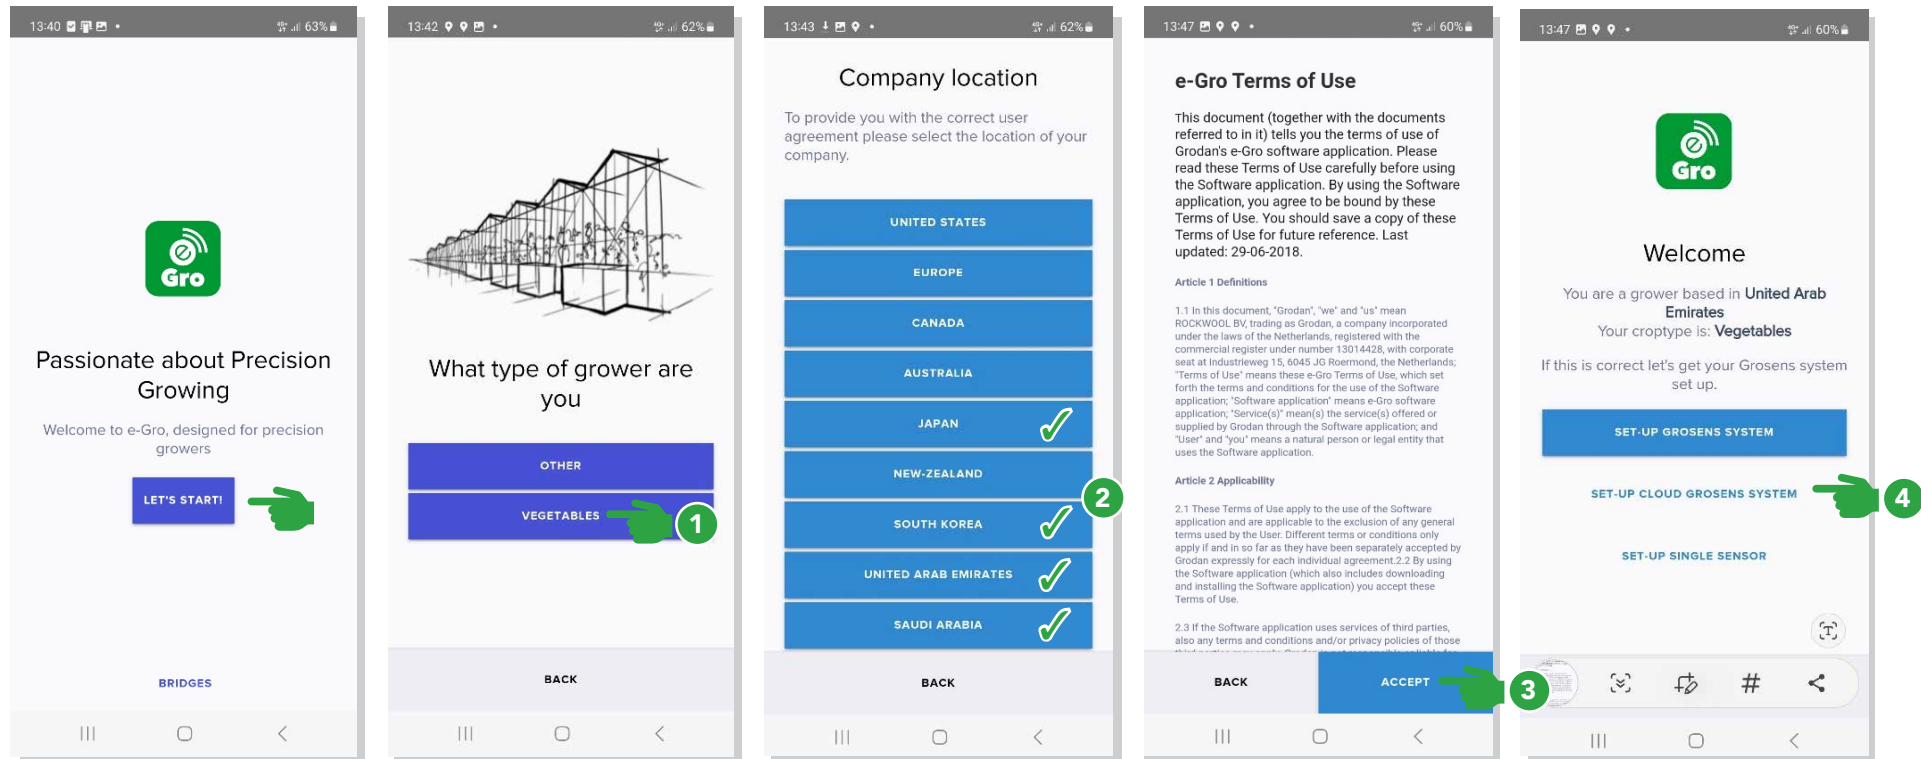 13:40
63%
e
Gro
Passionate about Precision
Growing
Welcome to e-Gro, designed for precision
growers
LET'S START!
BRIDGES
13:42
62%
What type of grower are
you
OTHER
VEGETABLES
1
BACK
13:43
62%
Company location
To provide you with the correct user
agreement please select the location of your
company.
UNITED STATES
EUROPE
CANADA
AUSTRALIA
JAPAN
NEW-ZEALAND
2
SOUTH KOREA
UNITED ARAB EMIRATES
SAUDI ARABIA
BACK
13:47
60%
e-Gro Terms of Use
This document (together with the documents
referred to in it) tells you the terms of use of
Grodan's e-Gro software application. Please
read these Terms of Use carefully before using
the Software application. By using the Software
application, you agree to be bound by these
Terms of Use. You should save a copy of these
Terms of Use for future reference. Last
updated: 29-06-2018.
Article 1 Definitions
1.1 In this document, "Grodan", "we" and "us" mean
ROCKWOOL BV, trading as Grodan, a company incorporated
under the laws of the Netherlands, registered with the
commercial register under number 13014428, with corporate
seat at Industrieweg 15, 6045 JG Roermond, the Netherlands;
"Terms of Use" means these e-Gro Terms of Use, which set
forth the terms and conditions for the use of the Software
application; "Software application" means e-Gro software
application; "Service(s)" mean(s) the service(s) offered or
supplied by Grodan through the Software application; and
"User" and "you" means a natural person or legal entity that
uses the Software application.
Article 2 Applicability
2.1 These Terms of Use apply to the use of the Software
application and are applicable to the exclusion of any general
terms used by the User. Different terms or conditions only
apply if and in so far as they have been separately accepted by
Grodan expressly for each individual agreement.2.2 By using
the Software application (which also includes downloading
and installing the Software application) you accept these
Terms of Use.
2.3 If the Software application uses services of third parties,
also any terms and conditions and/or privacy policies of those
BACK
ACCEPT
3
13:47
60%
e
Gro
Welcome
You are a grower based in United Arab
Emirates
Your croptype is: Vegetables
If this is correct let's get your Grosens system
set up.
SET-UP GROSENS SYSTEM
SET-UP CLOUD GROSENS SYSTEM
4
SET-UP SINGLE SENSOR
T
#